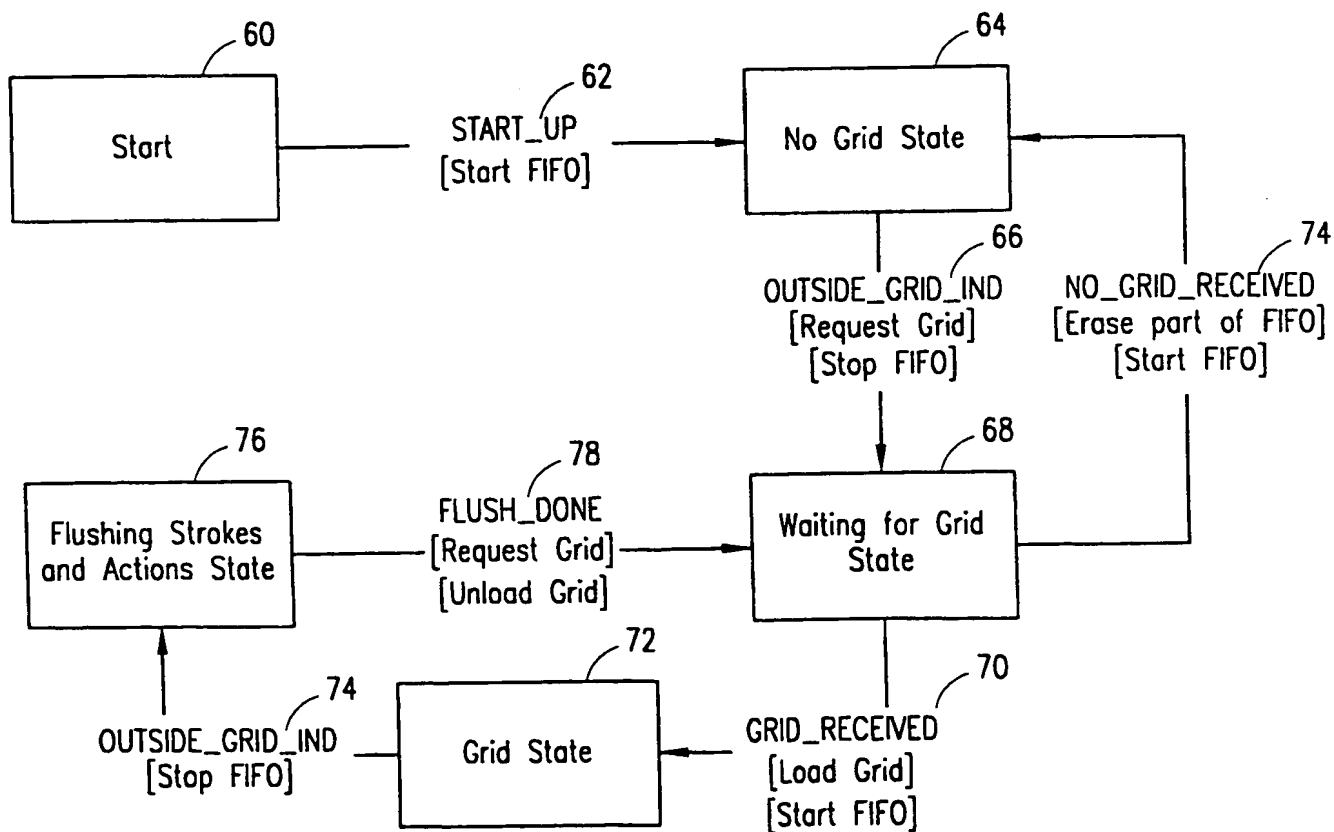 60
Start
62
START_UP
[Start FIFO]
64
No Grid State
66
OUTSIDE_GRID_IND
[Request Grid]
[Stop FIFO]
74
NO_GRID_RECEIVED
[Erase part of FIFO]
[Start FIFO]
76
Flushing Strokes
and Actions State
78
FLUSH_DONE
[Request Grid]
[Unload Grid]
68
Waiting for Grid
State
74
OUTSIDE_GRID_IND
[Stop FIFO]
72
Grid State
70
GRID_RECEIVED
[Load Grid]
[Start FIFO]